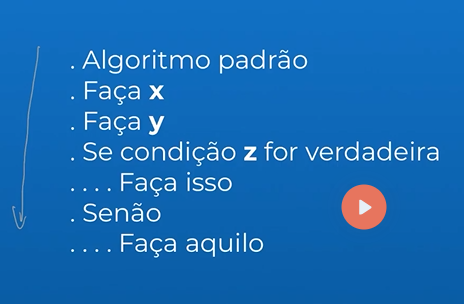 . Algoritmo padrão
. Faça x
. Faça y
. Se condição z for verdadeira
. . . . Faça isso
. Senão
. . . . Faça aquilo